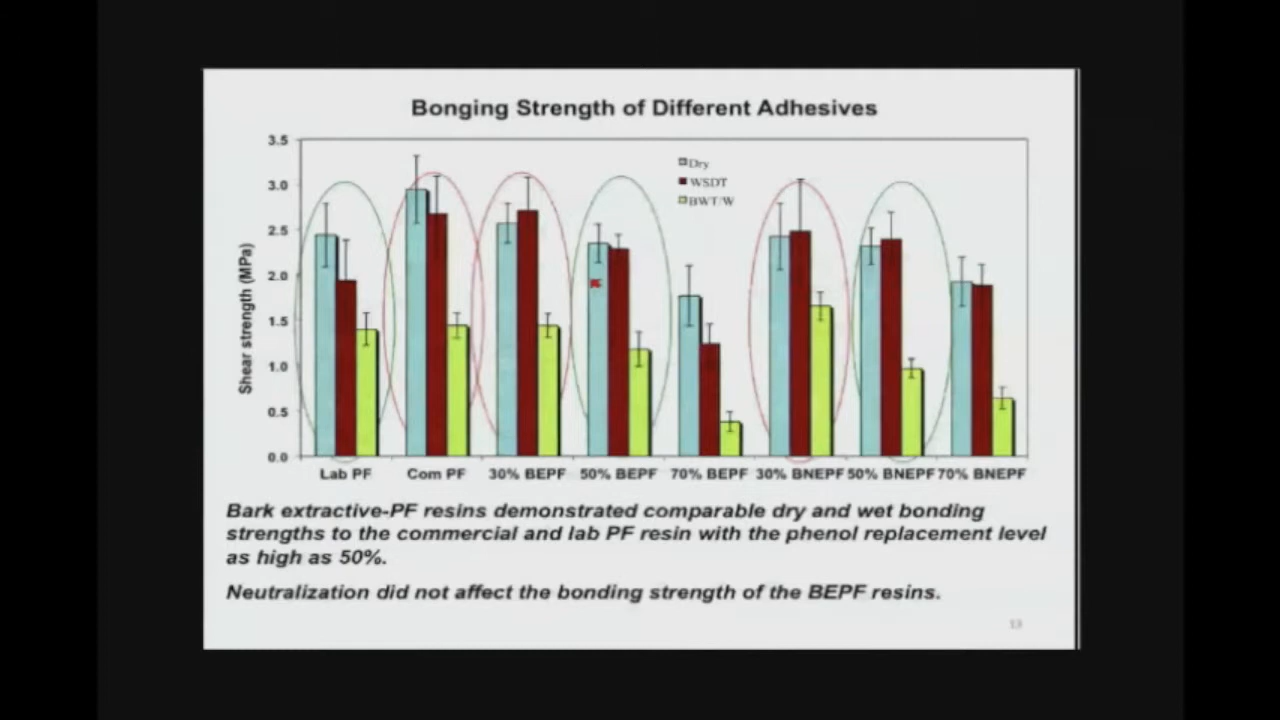 Bonging Strength of Different Adhesives
3.5
3.0
2.5
2.0
1.5
1.0
0.5
0.0
Shear strength (MPa)
Dry
WSDT
BWT/W
Lab PF
Com PF
30% BEPF
50% BEPF
70% BEPF
30% BNEPF
50% BNEPF
70% BNEPF
Bark extractive-PF resins demonstrated comparable dry and wet bonding
strengths to the commercial and lab PF resin with the phenol replacement level
as high as 50%.
Neutralization did not affect the bonding strength of the BEPF resins.
13